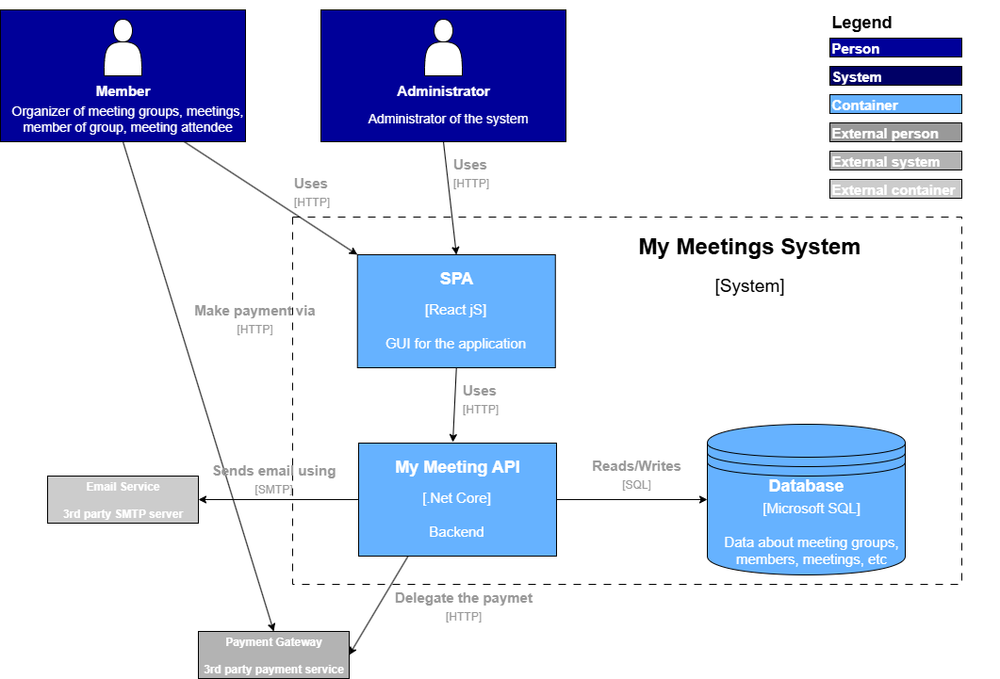 Member
Organizer of meeting groups, meetings,
member of group, meeting attendee
Administrator
Administrator of the system
Legend
Person
System
Container
External person
External system
External container
Uses
[HTTP]
Uses
[HTTP]
My Meetings System
[System]
SPA
[React jS]
GUI for the application
Make payment via
[HTTP]
Uses
[HTTP]
My Meeting API
[.Net Core]
Backend
Sends email using
[SMTP]
Email Service
3rd party SMTP server
Reads/Writes
[SQL]
Database
[Microsoft SQL]
Data about meeting groups,
members, meetings, etc
Delegate the paymet
[HTTP]
Payment Gateway
3rd party payment service